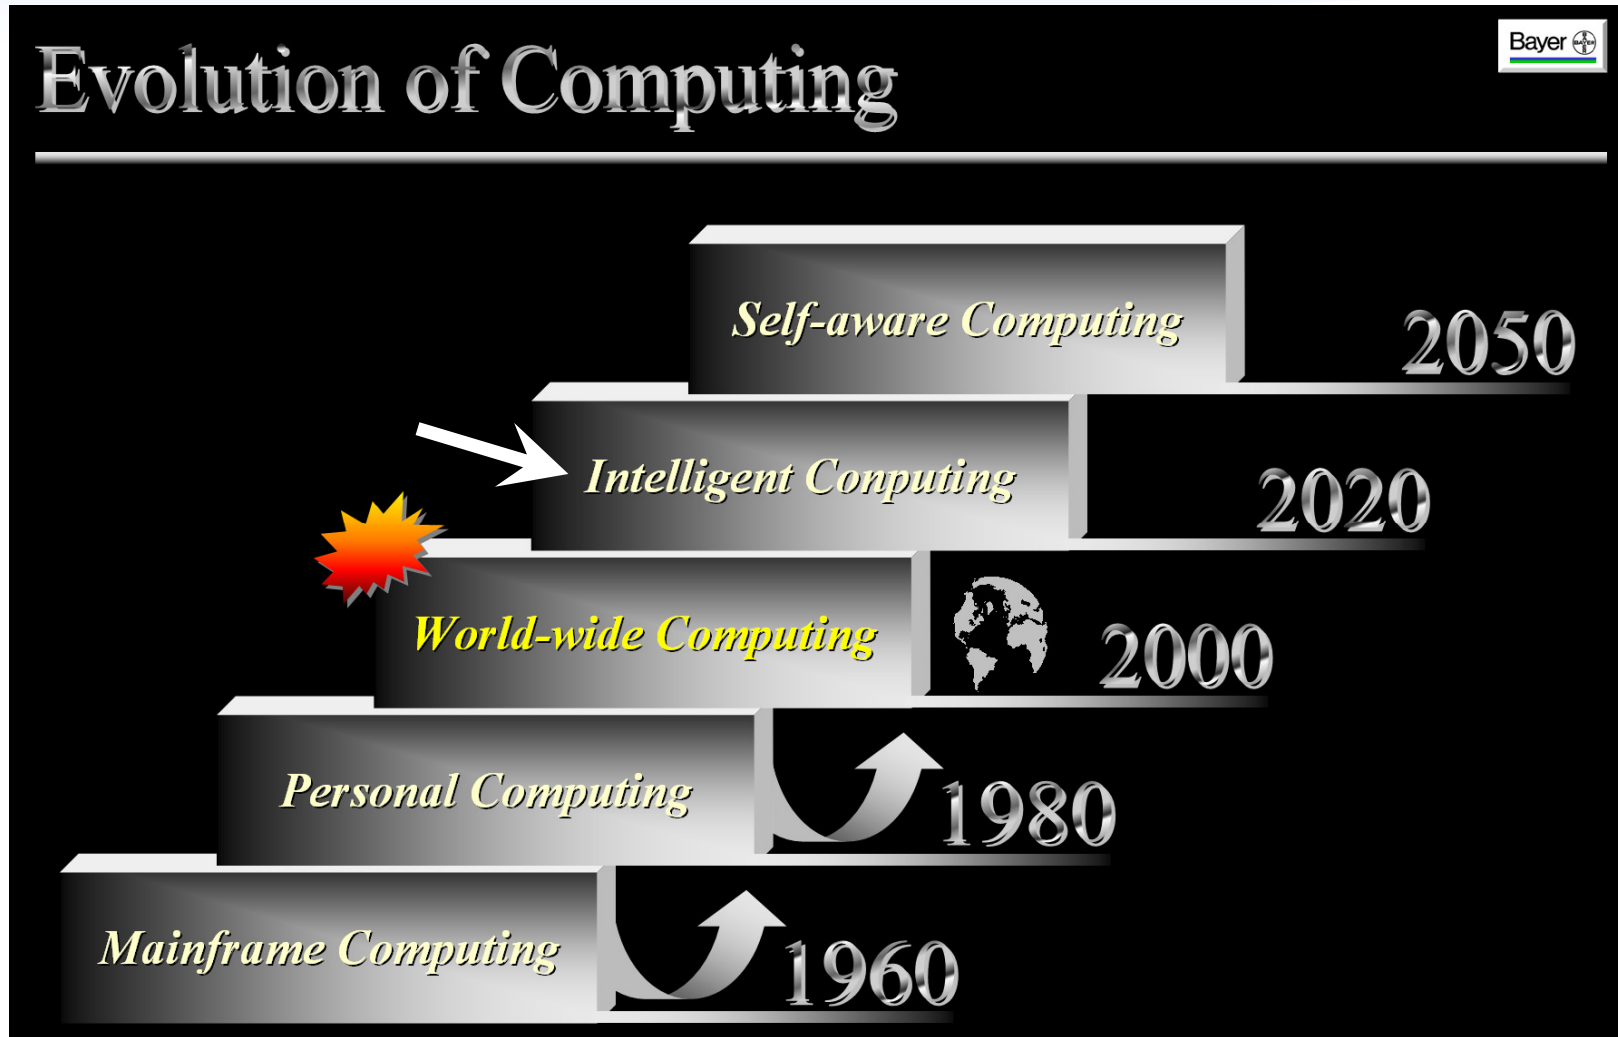 Evolution of Computing
Bayer
BAYER
Self-aware Computing
2050
Intelligent Conputing
2020
World-wide Computing
2000
Personal Computing
1980
Mainframe Computing
1960